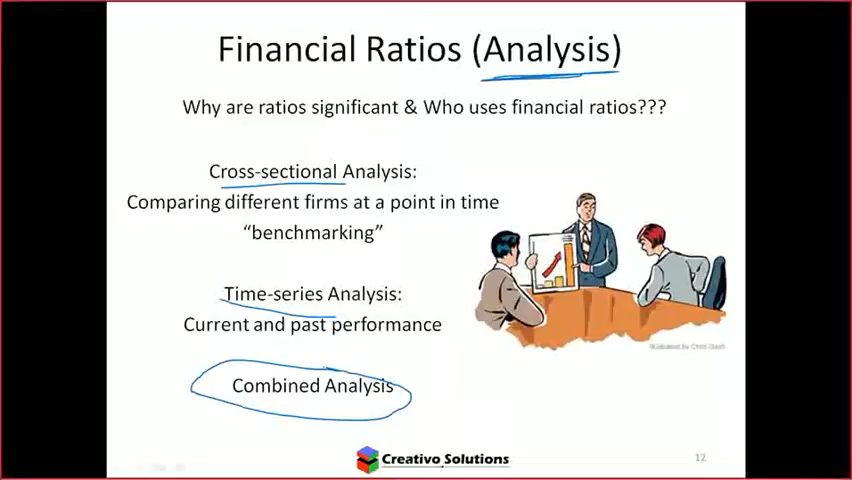 Financial Ratios (Analysis)
Why are ratios significant & Who uses financial ratios???
Cross-sectional Analysis:
Comparing different firms at a point in time
“benchmarking”
Time-series Analysis:
Current and past performance
Combined Analysis
Creativo Solutions
12